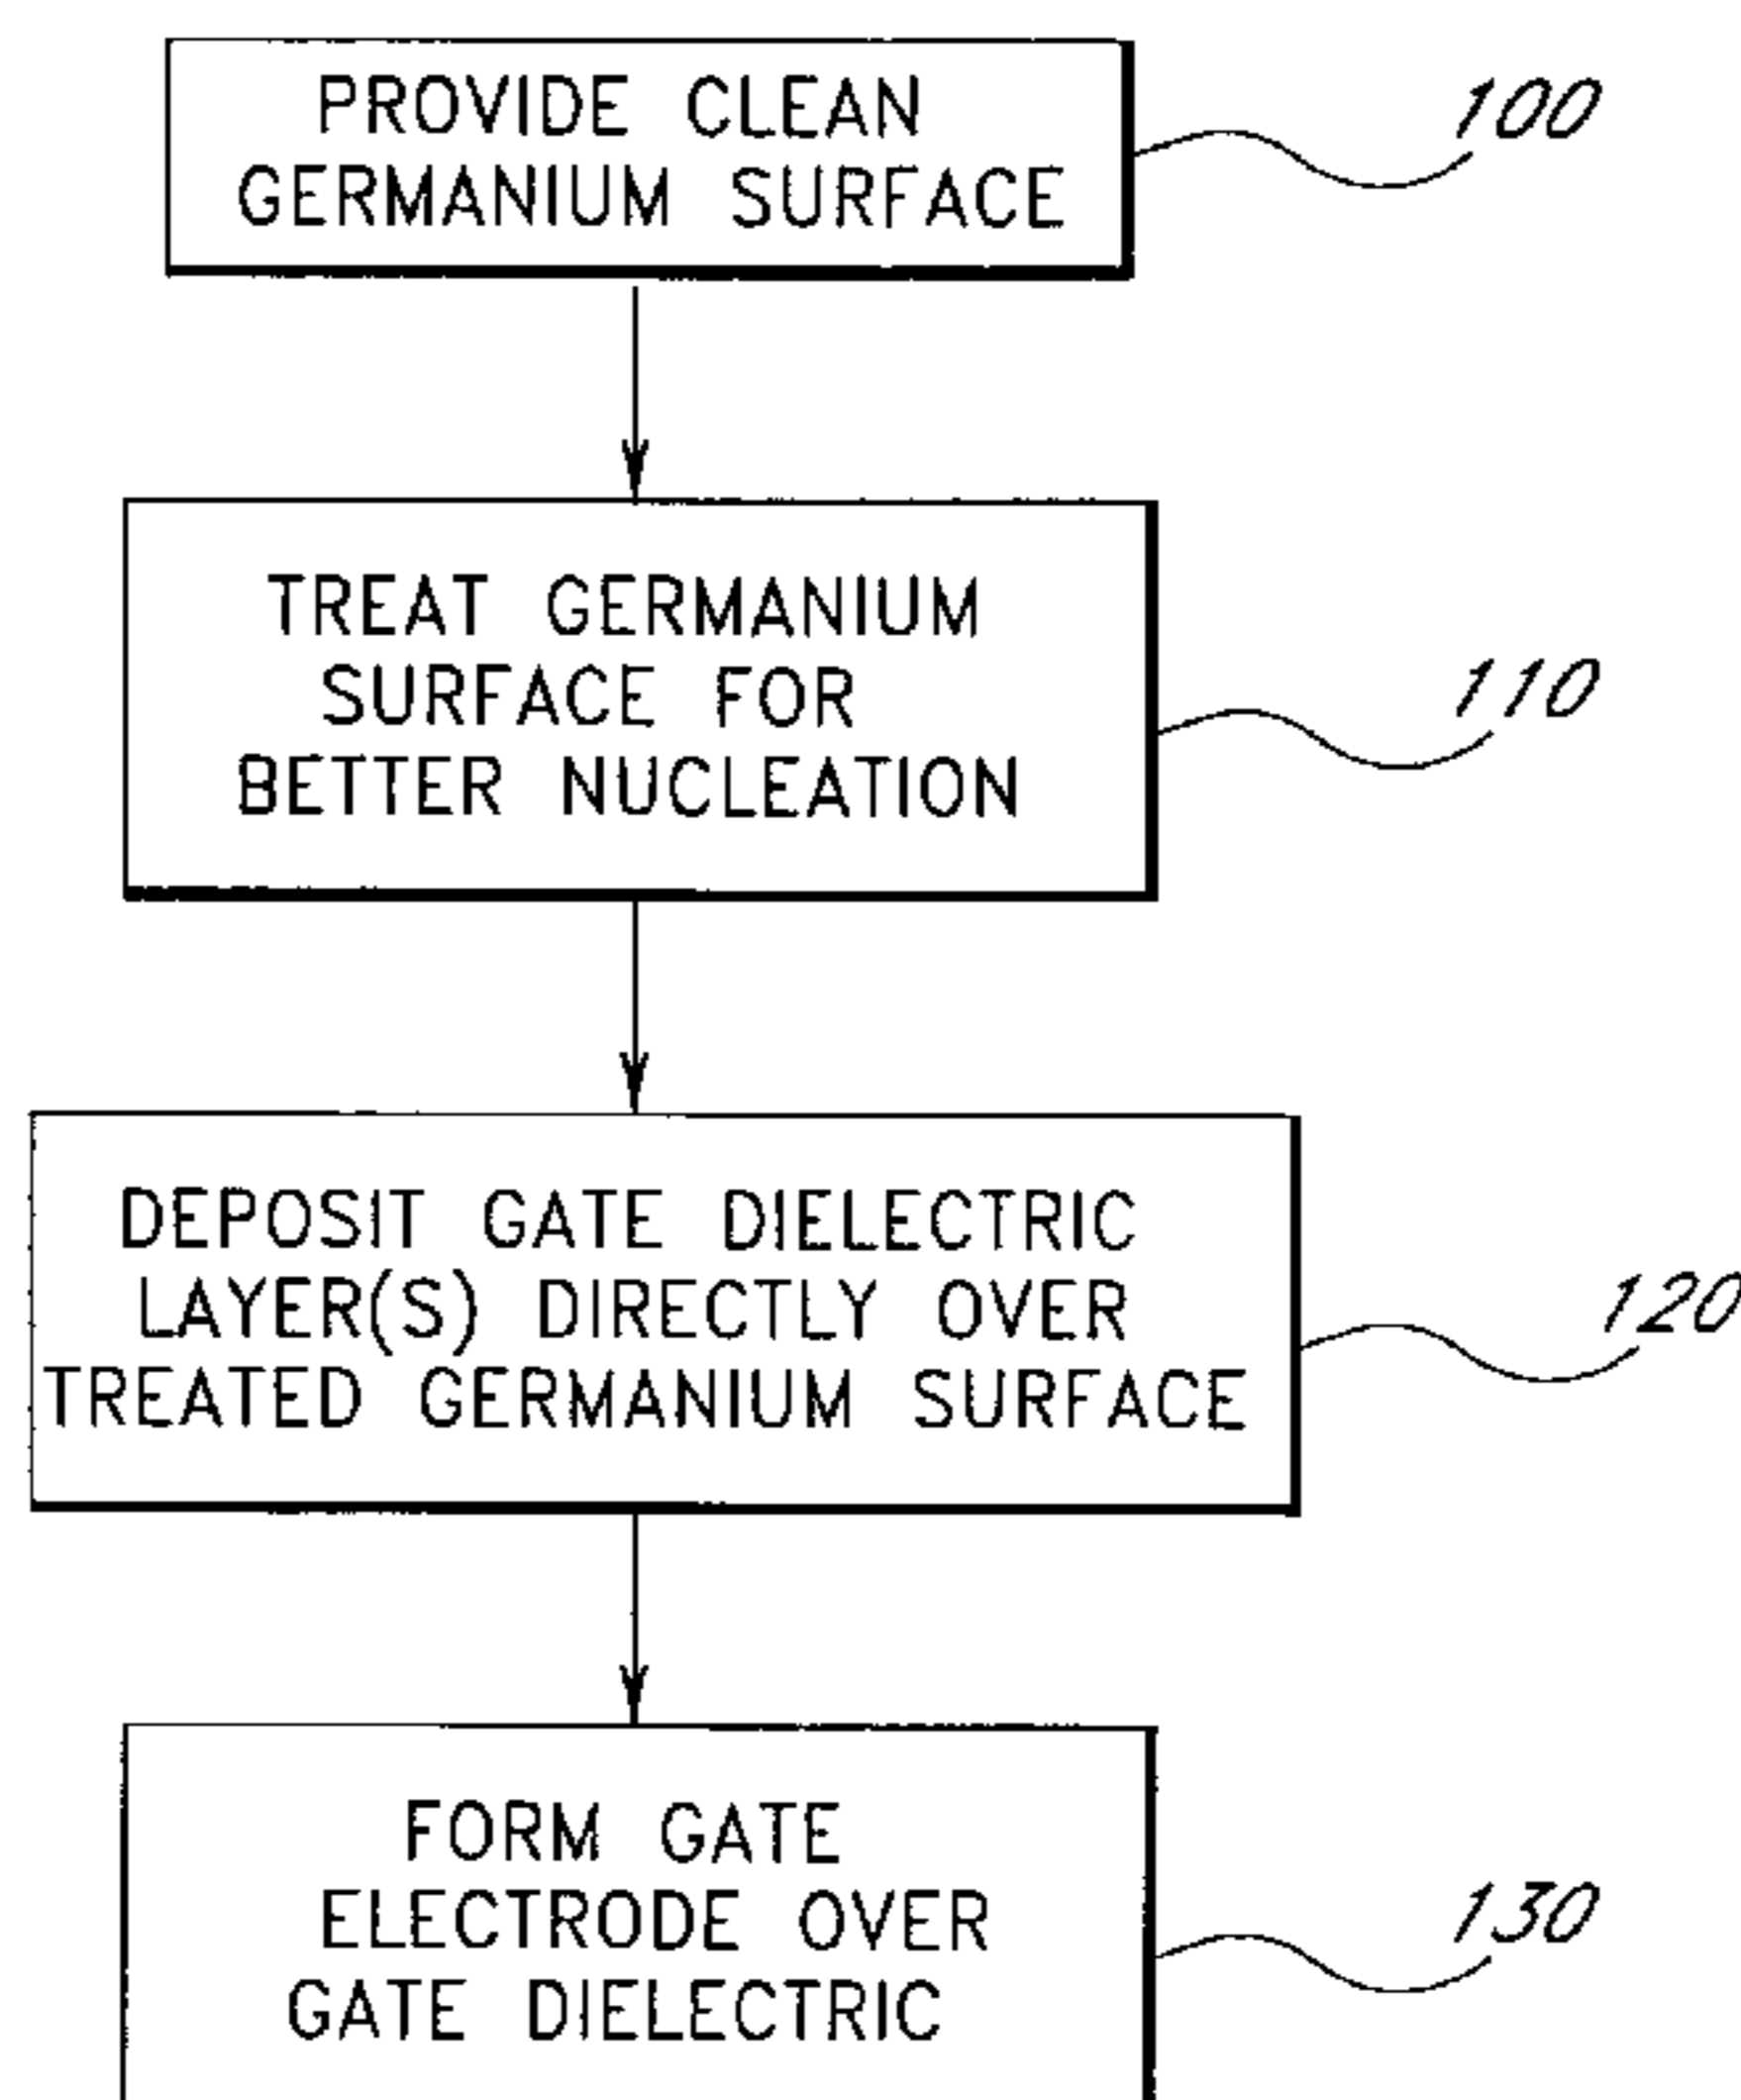 PROVIDE CLEAN
GERMANIUM SURFACE
100
TREAT GERMANIUM
SURFACE FOR
BETTER NUCLEATION
110
DEPOSIT GATE DIELECTRIC
LAYER(S) DIRECTLY OVER
TREATED GERMANIUM SURFACE
120
FORM GATE
ELECTRODE OVER
GATE DIELECTRIC
130